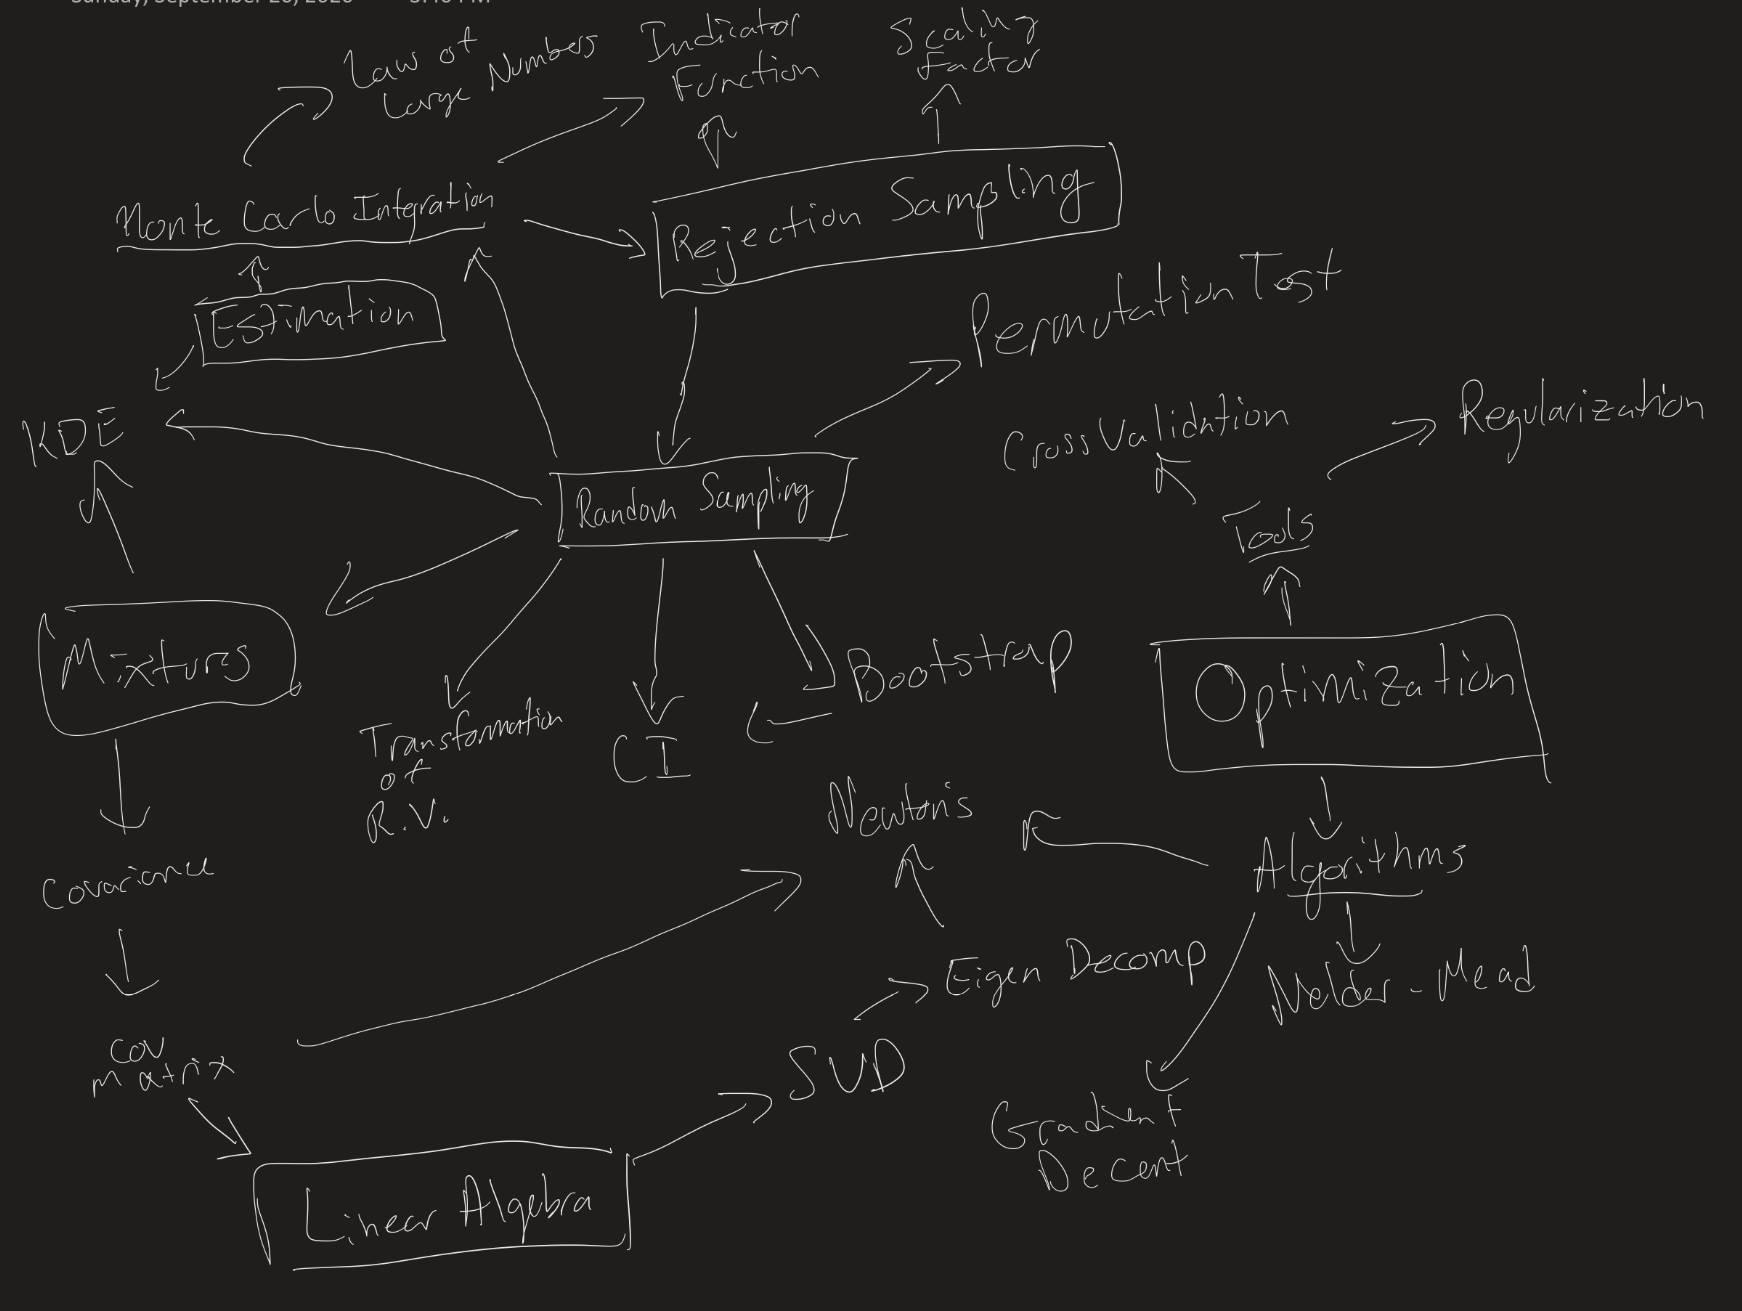 Law of
Large Numbers
Indicator
Function
Scaling
Factor
Monte Carlo Integration
Rejection Sampling
Estimation
Permutation Test
KDE
Cross Validation
Regularization
Random Sampling
Tools
Mixtures
Bootstrap
Optimization
Transformation
of
R.V.
CI
Newton's
Algorithms
Covariance
Eigen Decomp
Nelder-Mead
Cov
matrix
SVD
Gradient
Decent
Linear Algebra